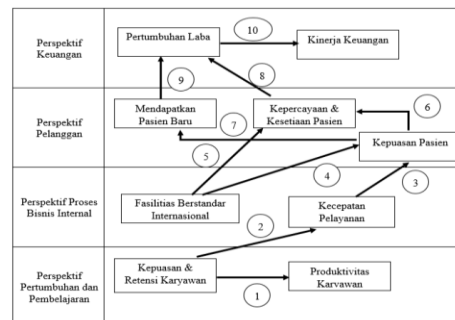 Perspektif
Keuangan
Pertumbuhan Laba
10
Kinerja Keuangan
9
8
Perspektif
Pelanggan
Mendapatkan
Pasien Baru
Kepercayaan &
Kesetiaan Pasien
6
7
Kepuasan Pasien
5
4
3
Perspektif Proses
Bisnis Internal
Fasilitias Berstandar
Internasional
Kecepatan
Pelayanan
2
Perspektif
Pertumbuhan dan
Pembelajaran
Kepuasan &
Retensi Karyawan
Produktivitas
Karvawan
1